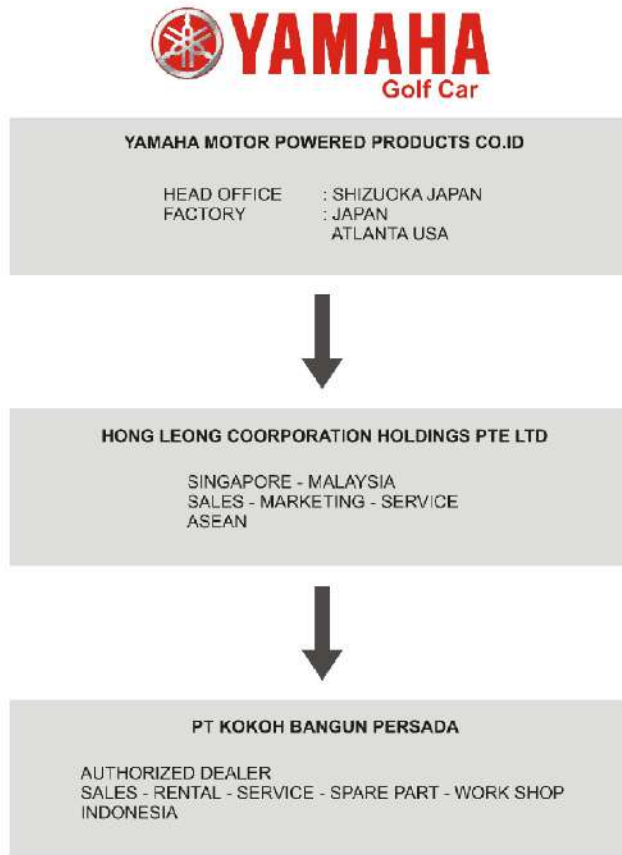 YAMAHA
Golf Car
YAMAHA MOTOR POWERED PRODUCTS CO.ID
HEAD OFFICE : SHIZUOKA JAPAN
FACTORY : JAPAN
ATLANTA USA
HONG LEONG COORPORATION HOLDINGS PTE LTD
SINGAPORE - MALAYSIA
SALES - MARKETING - SERVICE
ASEAN
PT KOKOH BANGUN PERSADA
AUTHORIZED DEALER
SALES - RENTAL - SERVICE - SPARE PART - WORK SHOP
INDONESIA